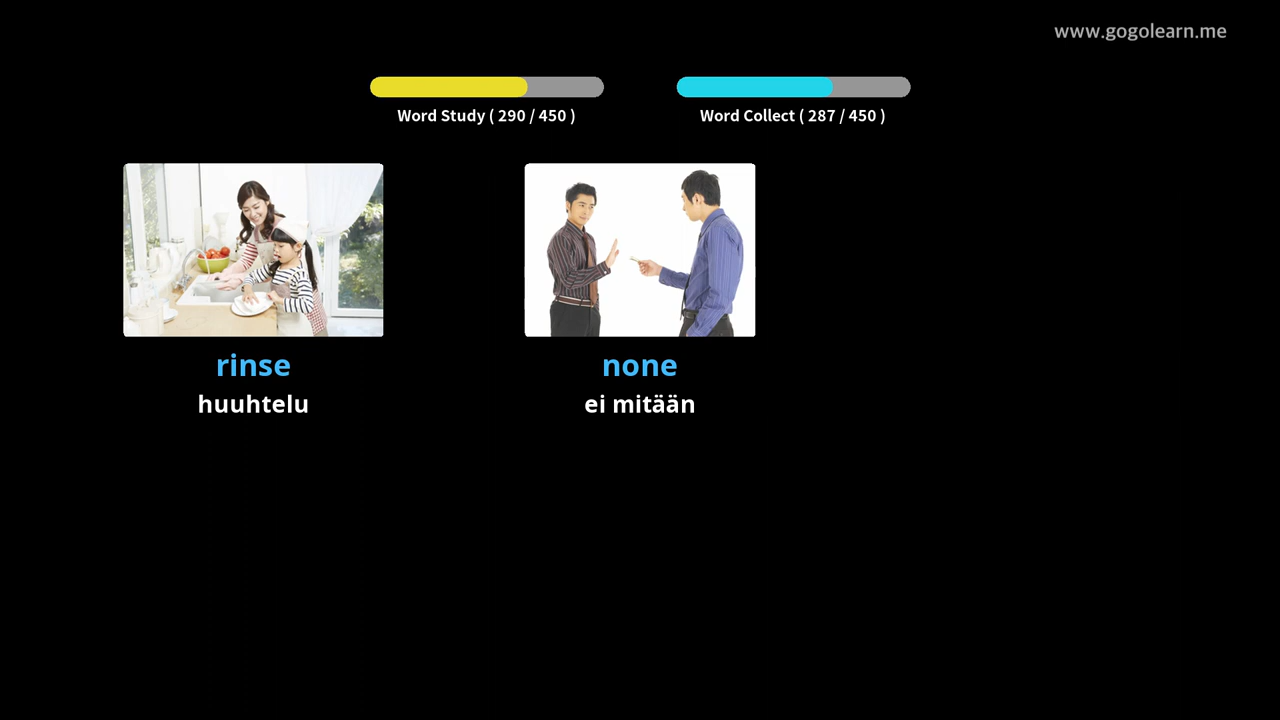 www.gogolearn.me
Word Study ( 290 / 450 )
Word Collect ( 287 / 450 )
rinse
huuhtelu
none
ei mitään